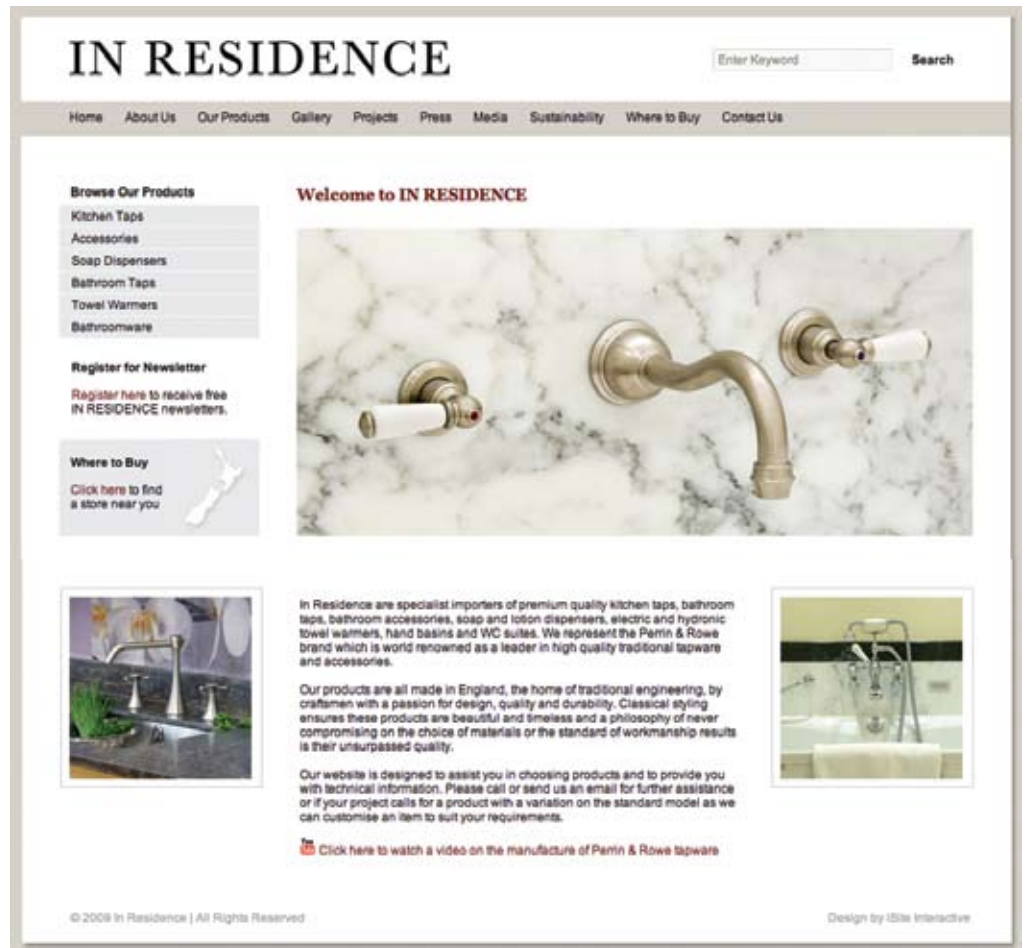 IN RESIDENCE
Enter Keyword Search
Home About Us Our Products Gallery Projects Press Media Sustainability Where to Buy Contact Us
Browse Our Products
Kitchen Taps
Accessories
Soap Dispensers
Bathroom Taps
Towel Warmers
Bathroomware
Register for Newsletter
Register here to receive free
IN RESIDENCE newsletters.
Where to Buy
Click here to find
a store near you
Welcome to IN RESIDENCE
In Residence are specialist importers of premium quality kitchen taps, bathroom
taps, bathroom accessories, soap and lotion dispensers, electric and hydronic
towel warmers, hand basins and WC suites. We represent the Perrin & Rowe
brand which is world renowned as a leader in high quality traditional tapware
and accessories.
Our products are all made in England, the home of traditional engineering, by
craftsmen with a passion for design, quality and durability. Classical styling
ensures these products are beautiful and timeless and a philosophy of never
compromising on the choice of materials or the standard of workmanship results
is their unsurpassed quality.
Our website is designed to assist you in choosing products and to provide you
with technical information. Please call or send us an email for further assistance
or if your project calls for a product with a variation on the standard model as we
can customise an item to suit your requirements.
You Click here to watch a video on the manufacture of Perrin & Rowe tapware
© 2009 In Residence | All Rights Reserved
Design by iSite Interactive